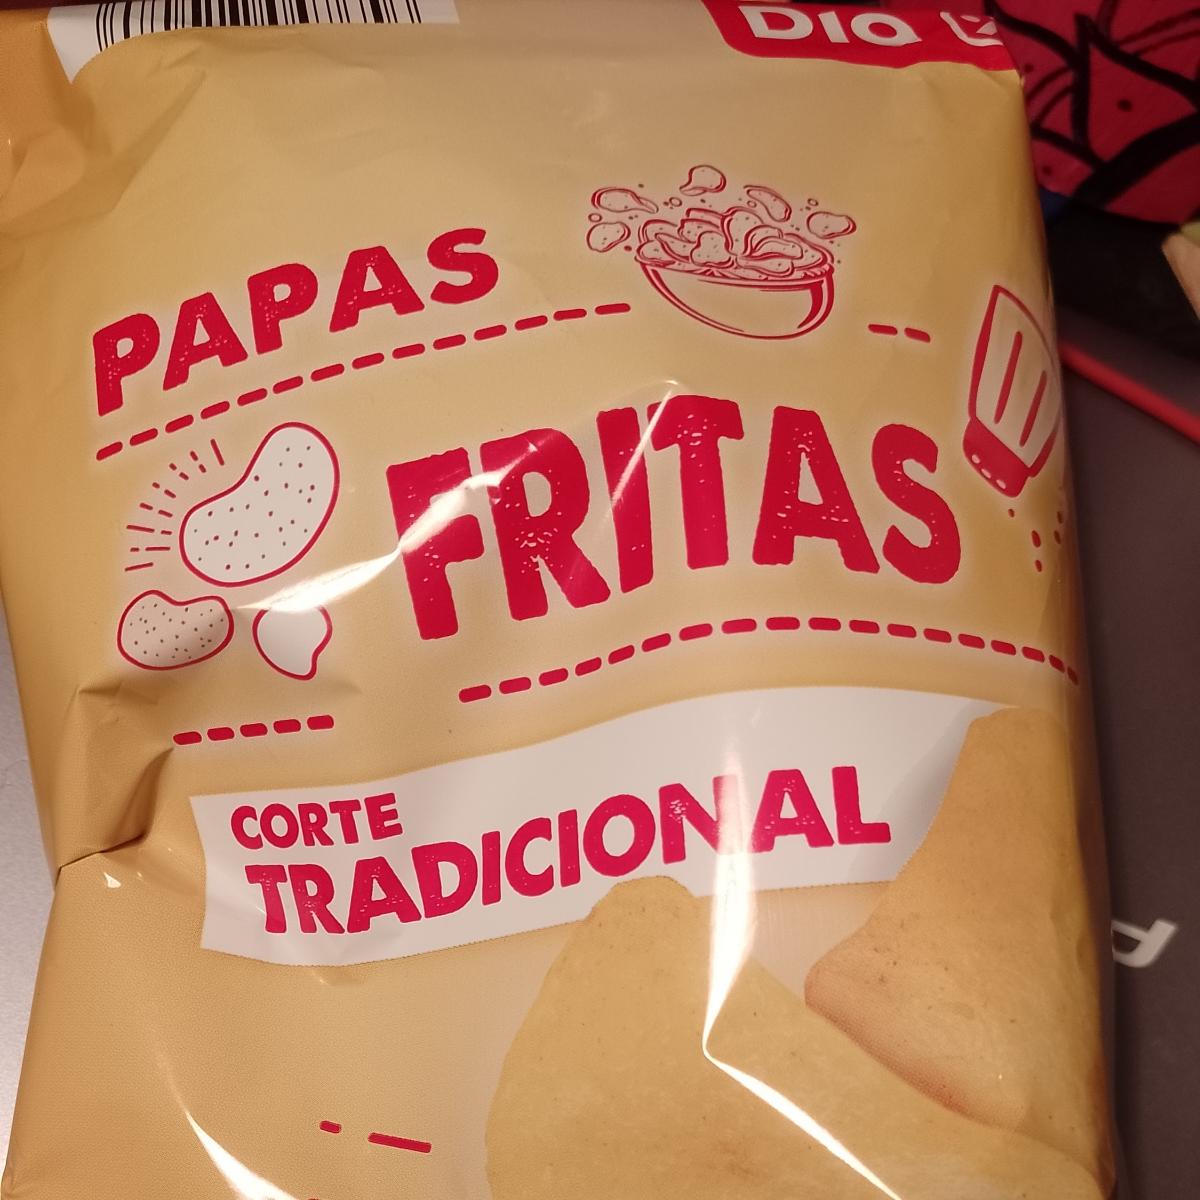 Dia
PAPAS
FRITAS
CORTE
TRADICIONAL